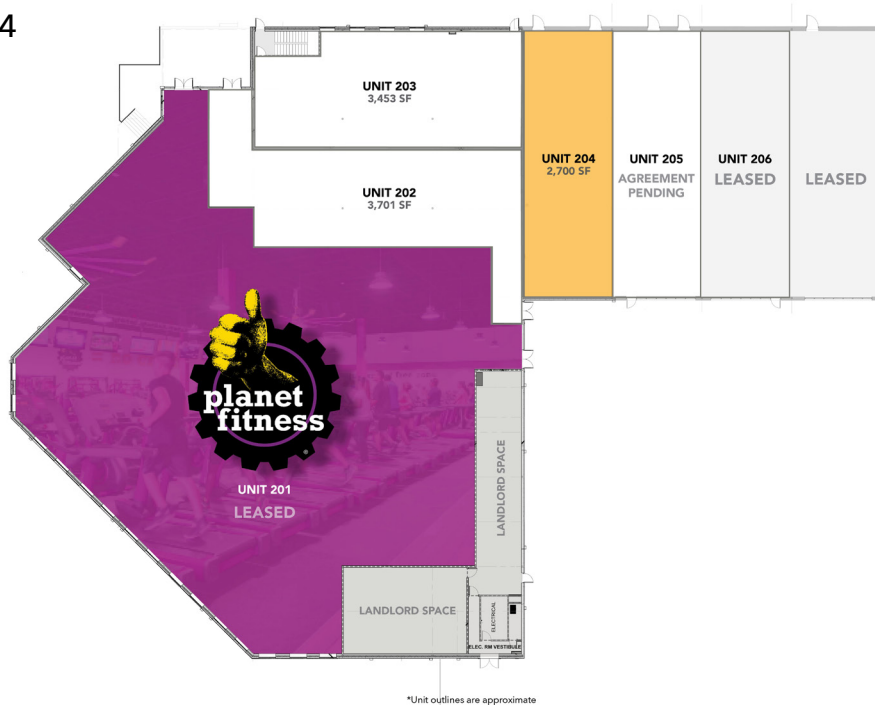 4
UNIT 203
3,453 SF
UNIT 202
3,701 SF
UNIT 204
2,700 SF
UNIT 205
AGREEMENT
PENDING
UNIT 206
LEASED
LEASED
planet
fitness
UNIT 201
LEASED
LANDLORD SPACE
LANDLORD SPACE
ELECTRICAL
ELEC. RM VESTIBULE
*Unit outlines are approximate